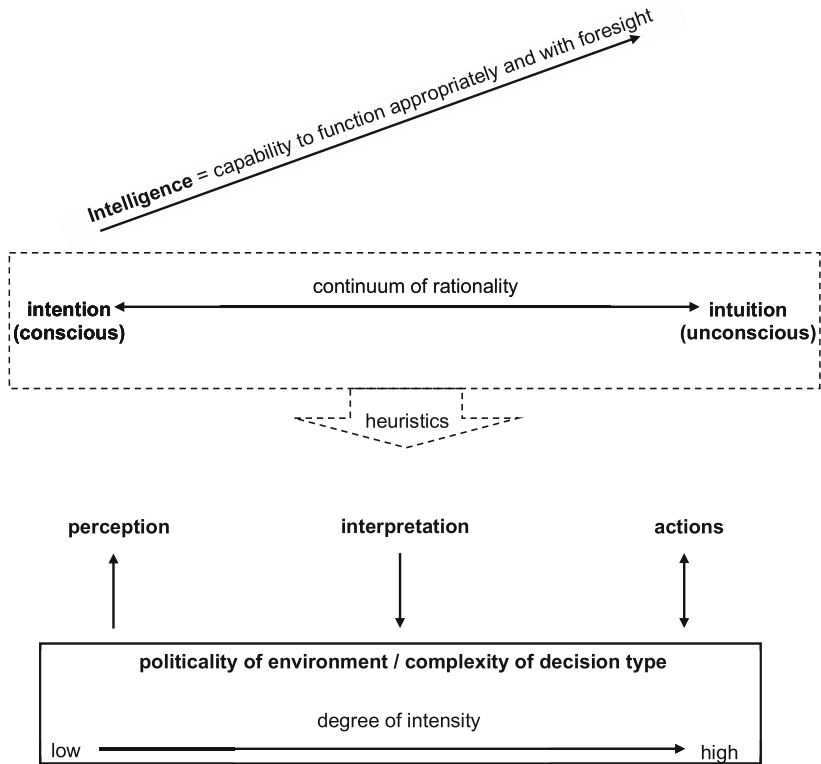 Intelligence = capability to function appropriately and with foresight
continuum of rationality
intention
(conscious)
intuition
(unconscious)
heuristics
perception
interpretation
actions
politicality of environment / complexity of decision type
degree of intensity
low
high